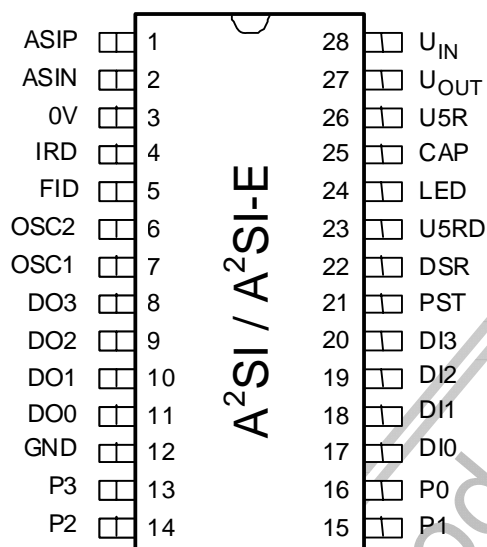 ASIP 1 28 U_IN
ASIN 2 27 U_OUT
0V 3 26 U5R
IRD 4 25 CAP
FID 5 24 LED
OSC2 6 23 U5RD
OSC1 7 22 DSR
DO3 8 21 PST
DO2 9 20 DI3
DO1 10 19 DI2
DO0 11 18 DI1
GND 12 17 DI0
P3 13 16 P0
P2 14 15 P1
A²SI / A²SI-E